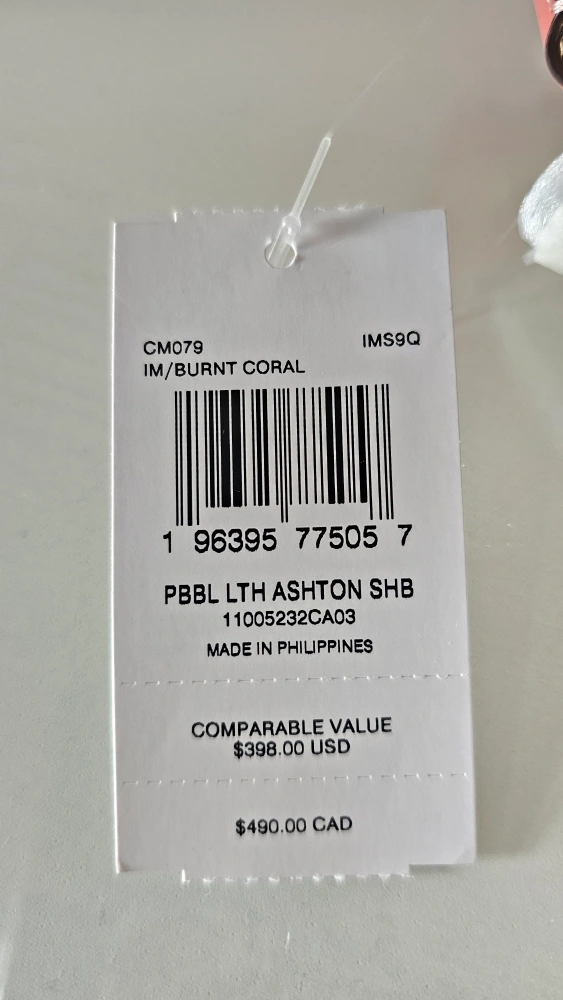 CM079 IMS9Q
IM/BURNT CORAL
1 96395 77505 7
PBBL LTH ASHTON SHB
11005232CA03
MADE IN PHILIPPINES
COMPARABLE VALUE
$398.00 USD
$490.00 CAD